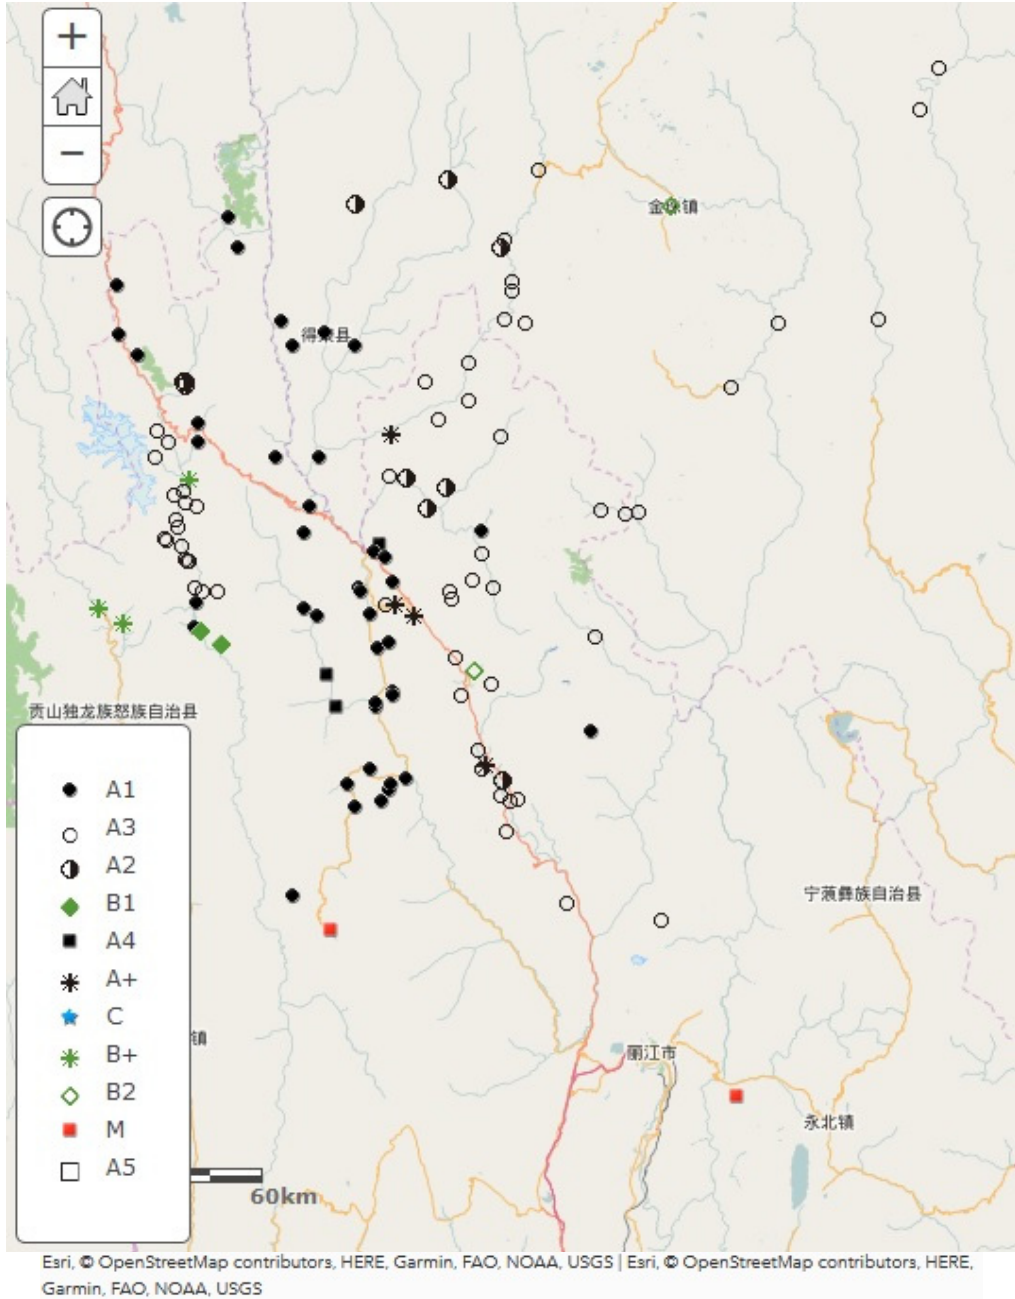 +
−
金珠镇
得荣县
贡山独龙族怒族自治县
A1
A3
A2
B1
A4
A+
C
B+
B2
M
A5
宁蒗彝族自治县
镇
丽江市
永北镇
60km
Esri, © OpenStreetMap contributors, HERE, Garmin, FAO, NOAA, USGS | Esri, © OpenStreetMap contributors, HERE,
Garmin, FAO, NOAA, USGS